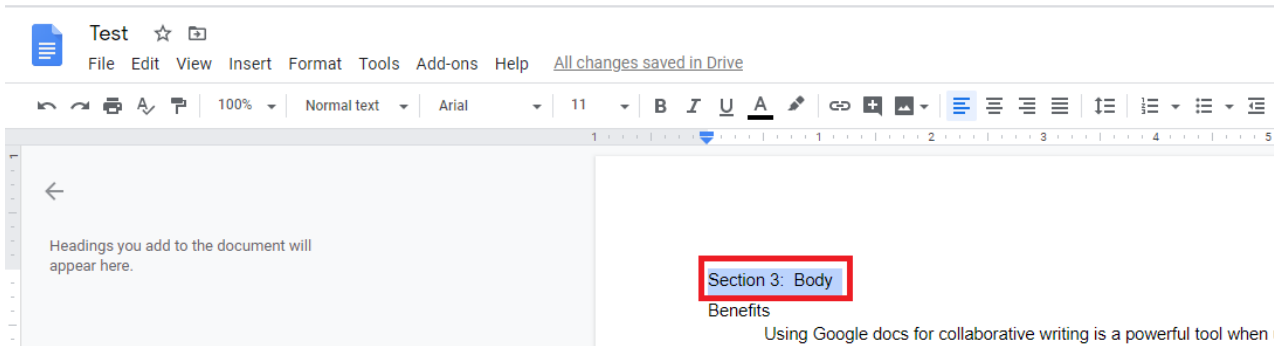 Test
File Edit View Insert Format Tools Add-ons Help All changes saved in Drive
100% Normal text Arial 11 B I U A
1 1 2 3 4 5
1
Headings you add to the document will
appear here.
Section 3: Body
Benefits
Using Google docs for collaborative writing is a powerful tool when